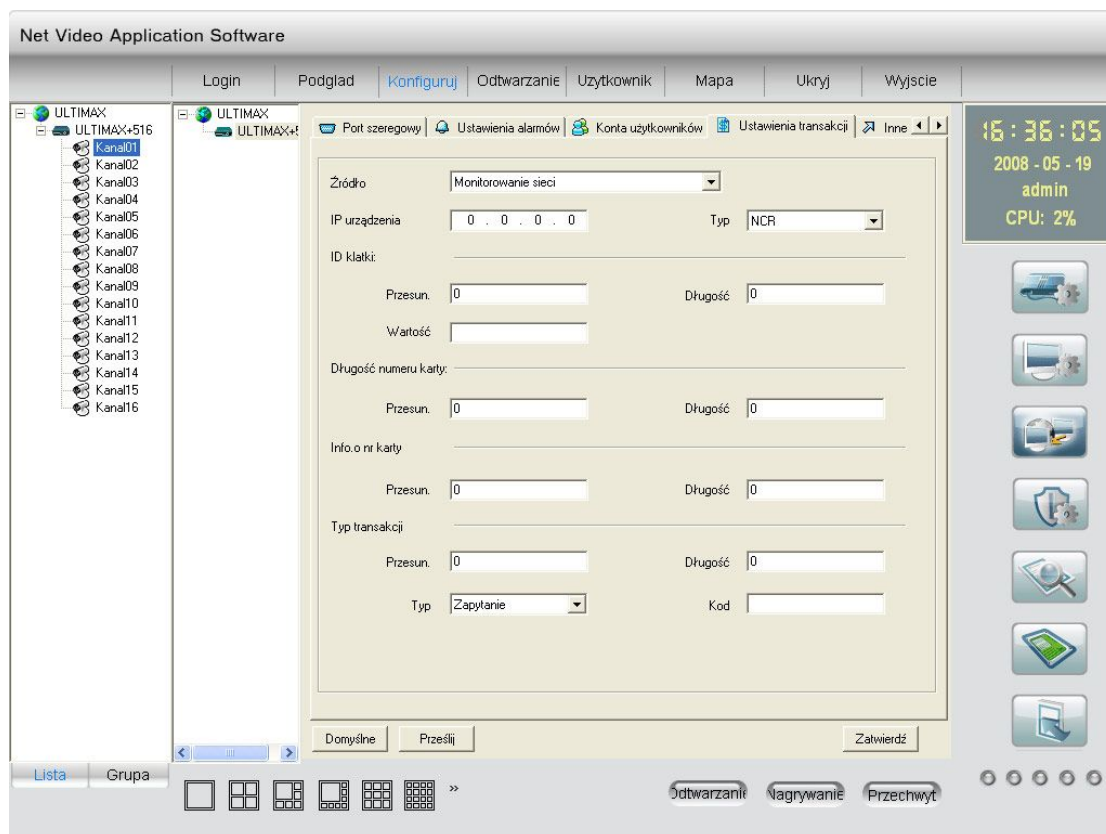 Net Video Application Software
Login Podglad Konfiguruj Odtwarzanie Uzytkownik Mapa Ukryj Wyjscie
ULTIMAX
ULTIMAX+516
Kanal01
Kanal02
Kanal03
Kanal04
Kanal05
Kanal06
Kanal07
Kanal08
Kanal09
Kanal10
Kanal11
Kanal12
Kanal13
Kanal14
Kanal15
Kanal16
ULTIMAX
ULTIMAX+5
Port szeregowy Ustawienia alarmów Konta użytkowników Ustawienia transakcji Inne
Źródło Monitorowanie sieci
IP urządzenia 0 . 0 . 0 . 0 Typ NCR
ID klatki:
Przesun. 0 Długość 0
Wartość
Długość numeru karty:
Przesun. 0 Długość 0
Info.o nr karty
Przesun. 0 Długość 0
Typ transakcji
Przesun. 0 Długość 0
Typ Zapytanie Kod
Domyślne Prześlij Zatwierdź
16:36:05
2008 - 05 - 19
admin
CPU: 2%
Lista Grupa
»
Odtwarzanie Nagrywanie Przechwyt